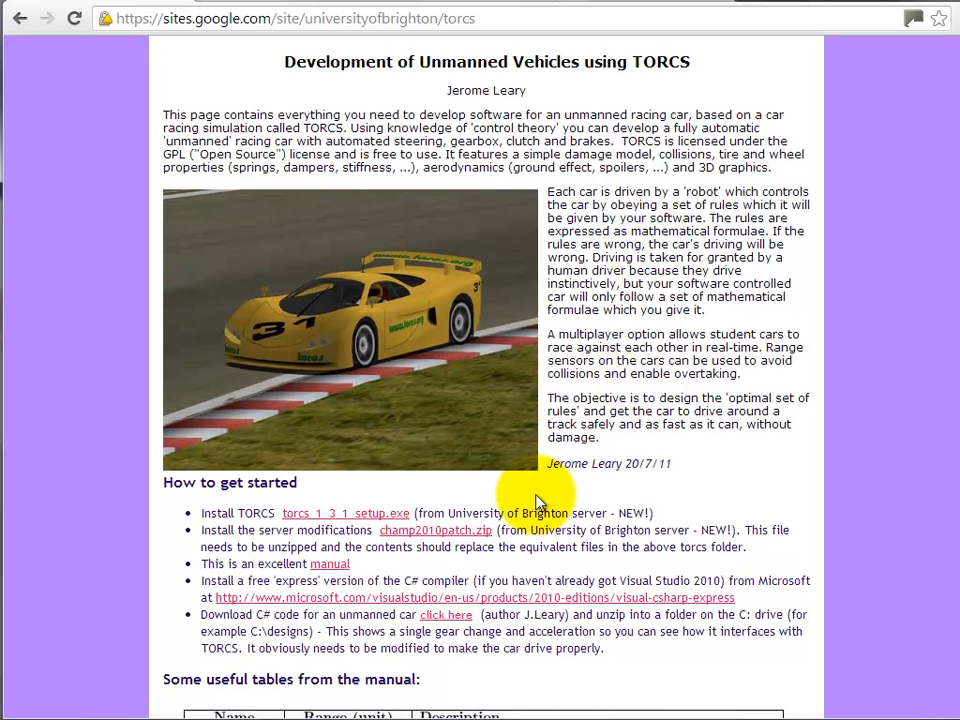 https://sites.google.com/site/universityofbrighton/torcs
Development of Unmanned Vehicles using TORCS
Jerome Leary
This page contains everything you need to develop software for an unmanned racing car, based on a car
racing simulation called TORCS. Using knowledge of 'control theory' you can develop a fully automatic
'unmanned' racing car with automated steering, gearbox, clutch and brakes.  TORCS is licensed under the
GPL ("Open Source") license and is free to use. It features a simple damage model, collisions, tire and wheel
properties (springs, dampers, stiffness, ...), aerodynamics (ground effect, spoilers, ...) and 3D graphics.
Each car is driven by a 'robot' which controls
the car by obeying a set of rules which it will
be given by your software. The rules are
expressed as mathematical formulae. If the
rules are wrong, the car's driving will be
wrong. Driving is taken for granted by a
human driver because they drive
instinctively, but your software controlled
car will only follow a set of mathematical
formulae which you give it.
A multiplayer option allows student cars to
race against each other in real-time. Range
sensors on the cars can be used to avoid
collisions and enable overtaking.
The objective is to design the 'optimal set of
rules' and get the car to drive around a
track safely and as fast as it can, without
damage.
Jerome Leary 20/7/11
www.torcs.org
31
31
www.torcs.org
torcs
torcs
How to get started
Install TORCS  torcs_1_3_1_setup.exe (from University of Brighton server - NEW!)
Install the server modifications  champ2010patch.zip (from University of Brighton server - NEW!). This file
needs to be unzipped and the contents should replace the equivalent files in the above torcs folder.
This is an excellent manual
Install a free 'express' version of the C# compiler (if you haven't already got Visual Studio 2010) from Microsoft
at http://www.microsoft.com/visualstudio/en-us/products/2010-editions/visual-csharp-express
Download C# code for an unmanned car click here  (author J.Leary) and unzip into a folder on the C: drive (for
example C:\designs) - This shows a single gear change and acceleration so you can see how it interfaces with
TORCS. It obviously needs to be modified to make the car drive properly.
Some useful tables from the manual:
Name Range (unit) Description